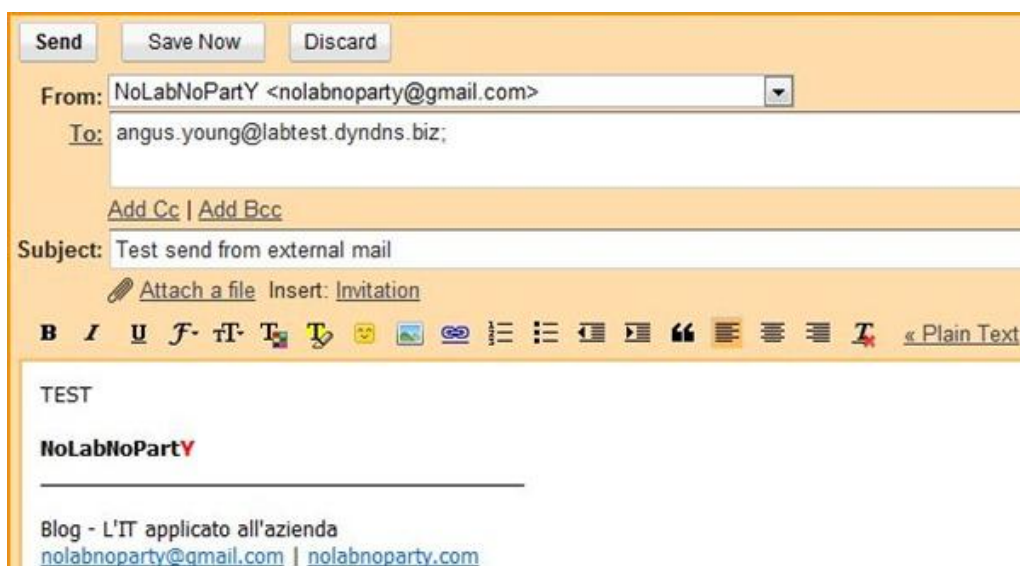 Send Save Now Discard
From: NoLabNoPartY <nolabnoparty@gmail.com>
To: angus.young@labtest.dyndns.biz;
Add Cc | Add Bcc
Subject: Test send from external mail
Attach a file Insert: Invitation
B I U F TT T T T « Plain Text
TEST
NoLabNoPartY
Blog - L'IT applicato all'azienda
nolabnoparty@gmail.com | nolabnoparty.com